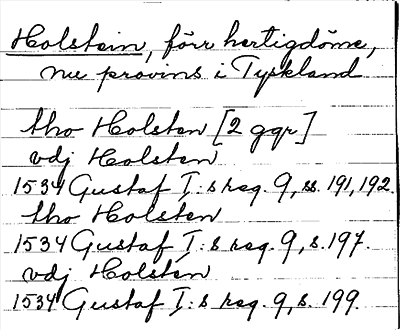 Holstein, förr hertigdöme,
nu provins i Tyskland
tho Holsten [2 ggr]
vdj Holsten
1534 Gustaf I:s reg. 9, ss. 191, 192.
tho Holsten
1534 Gustaf I:s reg. 9, s. 197.
vdj Holsten
1534 Gustaf I:s reg. 9, s. 199.